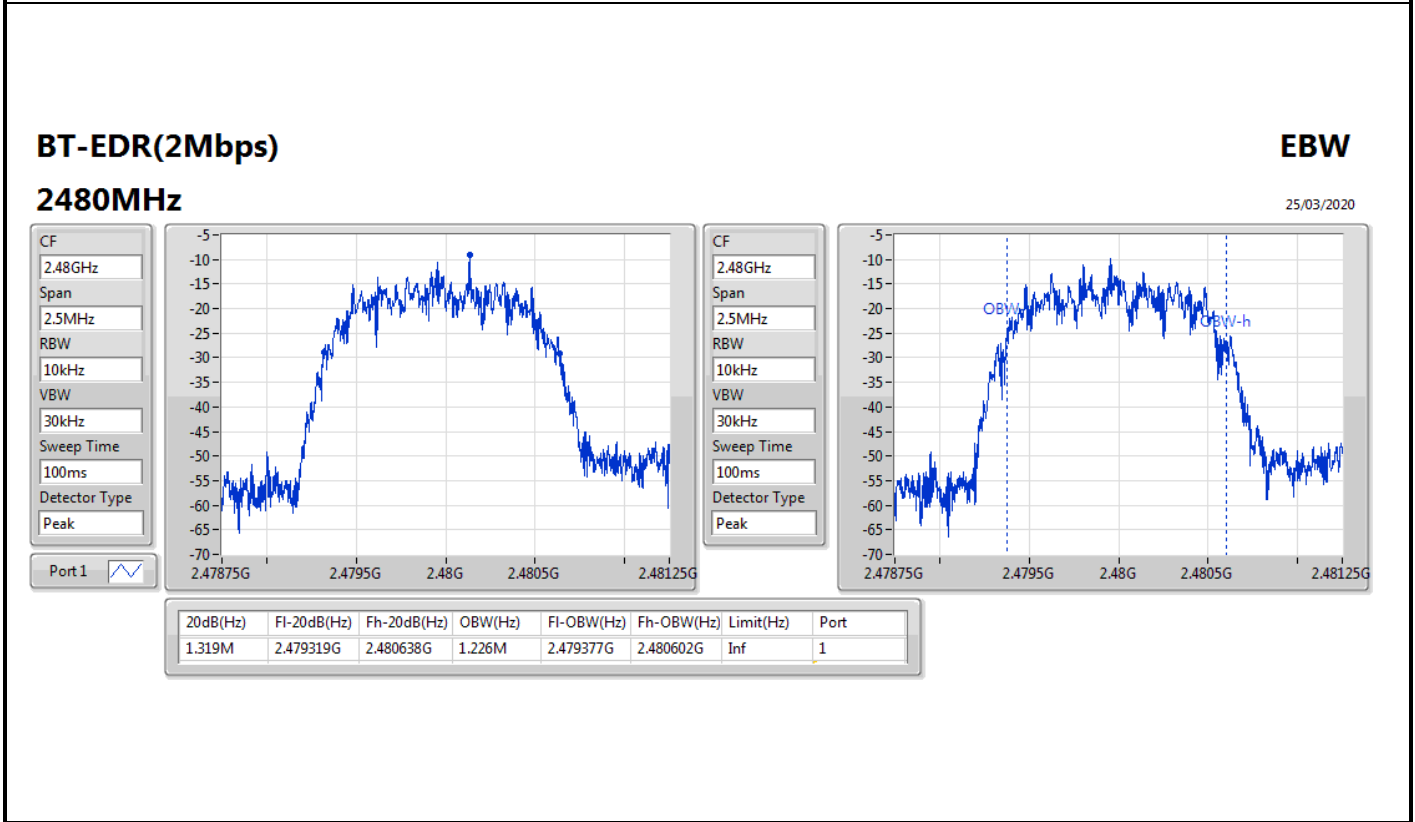 BT-EDR(2Mbps)
EBW
2480MHz
25/03/2020
CF
2.48GHz
Span
2.5MHz
RBW
10kHz
VBW
30kHz
Sweep Time
100ms
Detector Type
Peak
Port 1
-5
-10
-15
-20
-25
-30
-35
-40
-45
-50
-55
-60
-65
-70
2.47875G 2.4795G 2.48G 2.4805G 2.48125G
CF
2.48GHz
Span
2.5MHz
RBW
10kHz
VBW
30kHz
Sweep Time
100ms
Detector Type
Peak
-5
-10
-15
-20
-25
-30
-35
-40
-45
-50
-55
-60
-65
-70
OBW
OBW-h
2.47875G 2.4795G 2.48G 2.4805G 2.48125G
20dB(Hz) Fl-20dB(Hz) Fh-20dB(Hz) OBW(Hz) Fl-OBW(Hz) Fh-OBW(Hz) Limit(Hz) Port
1.319M 2.479319G 2.480638G 1.226M 2.479377G 2.480602G Inf 1